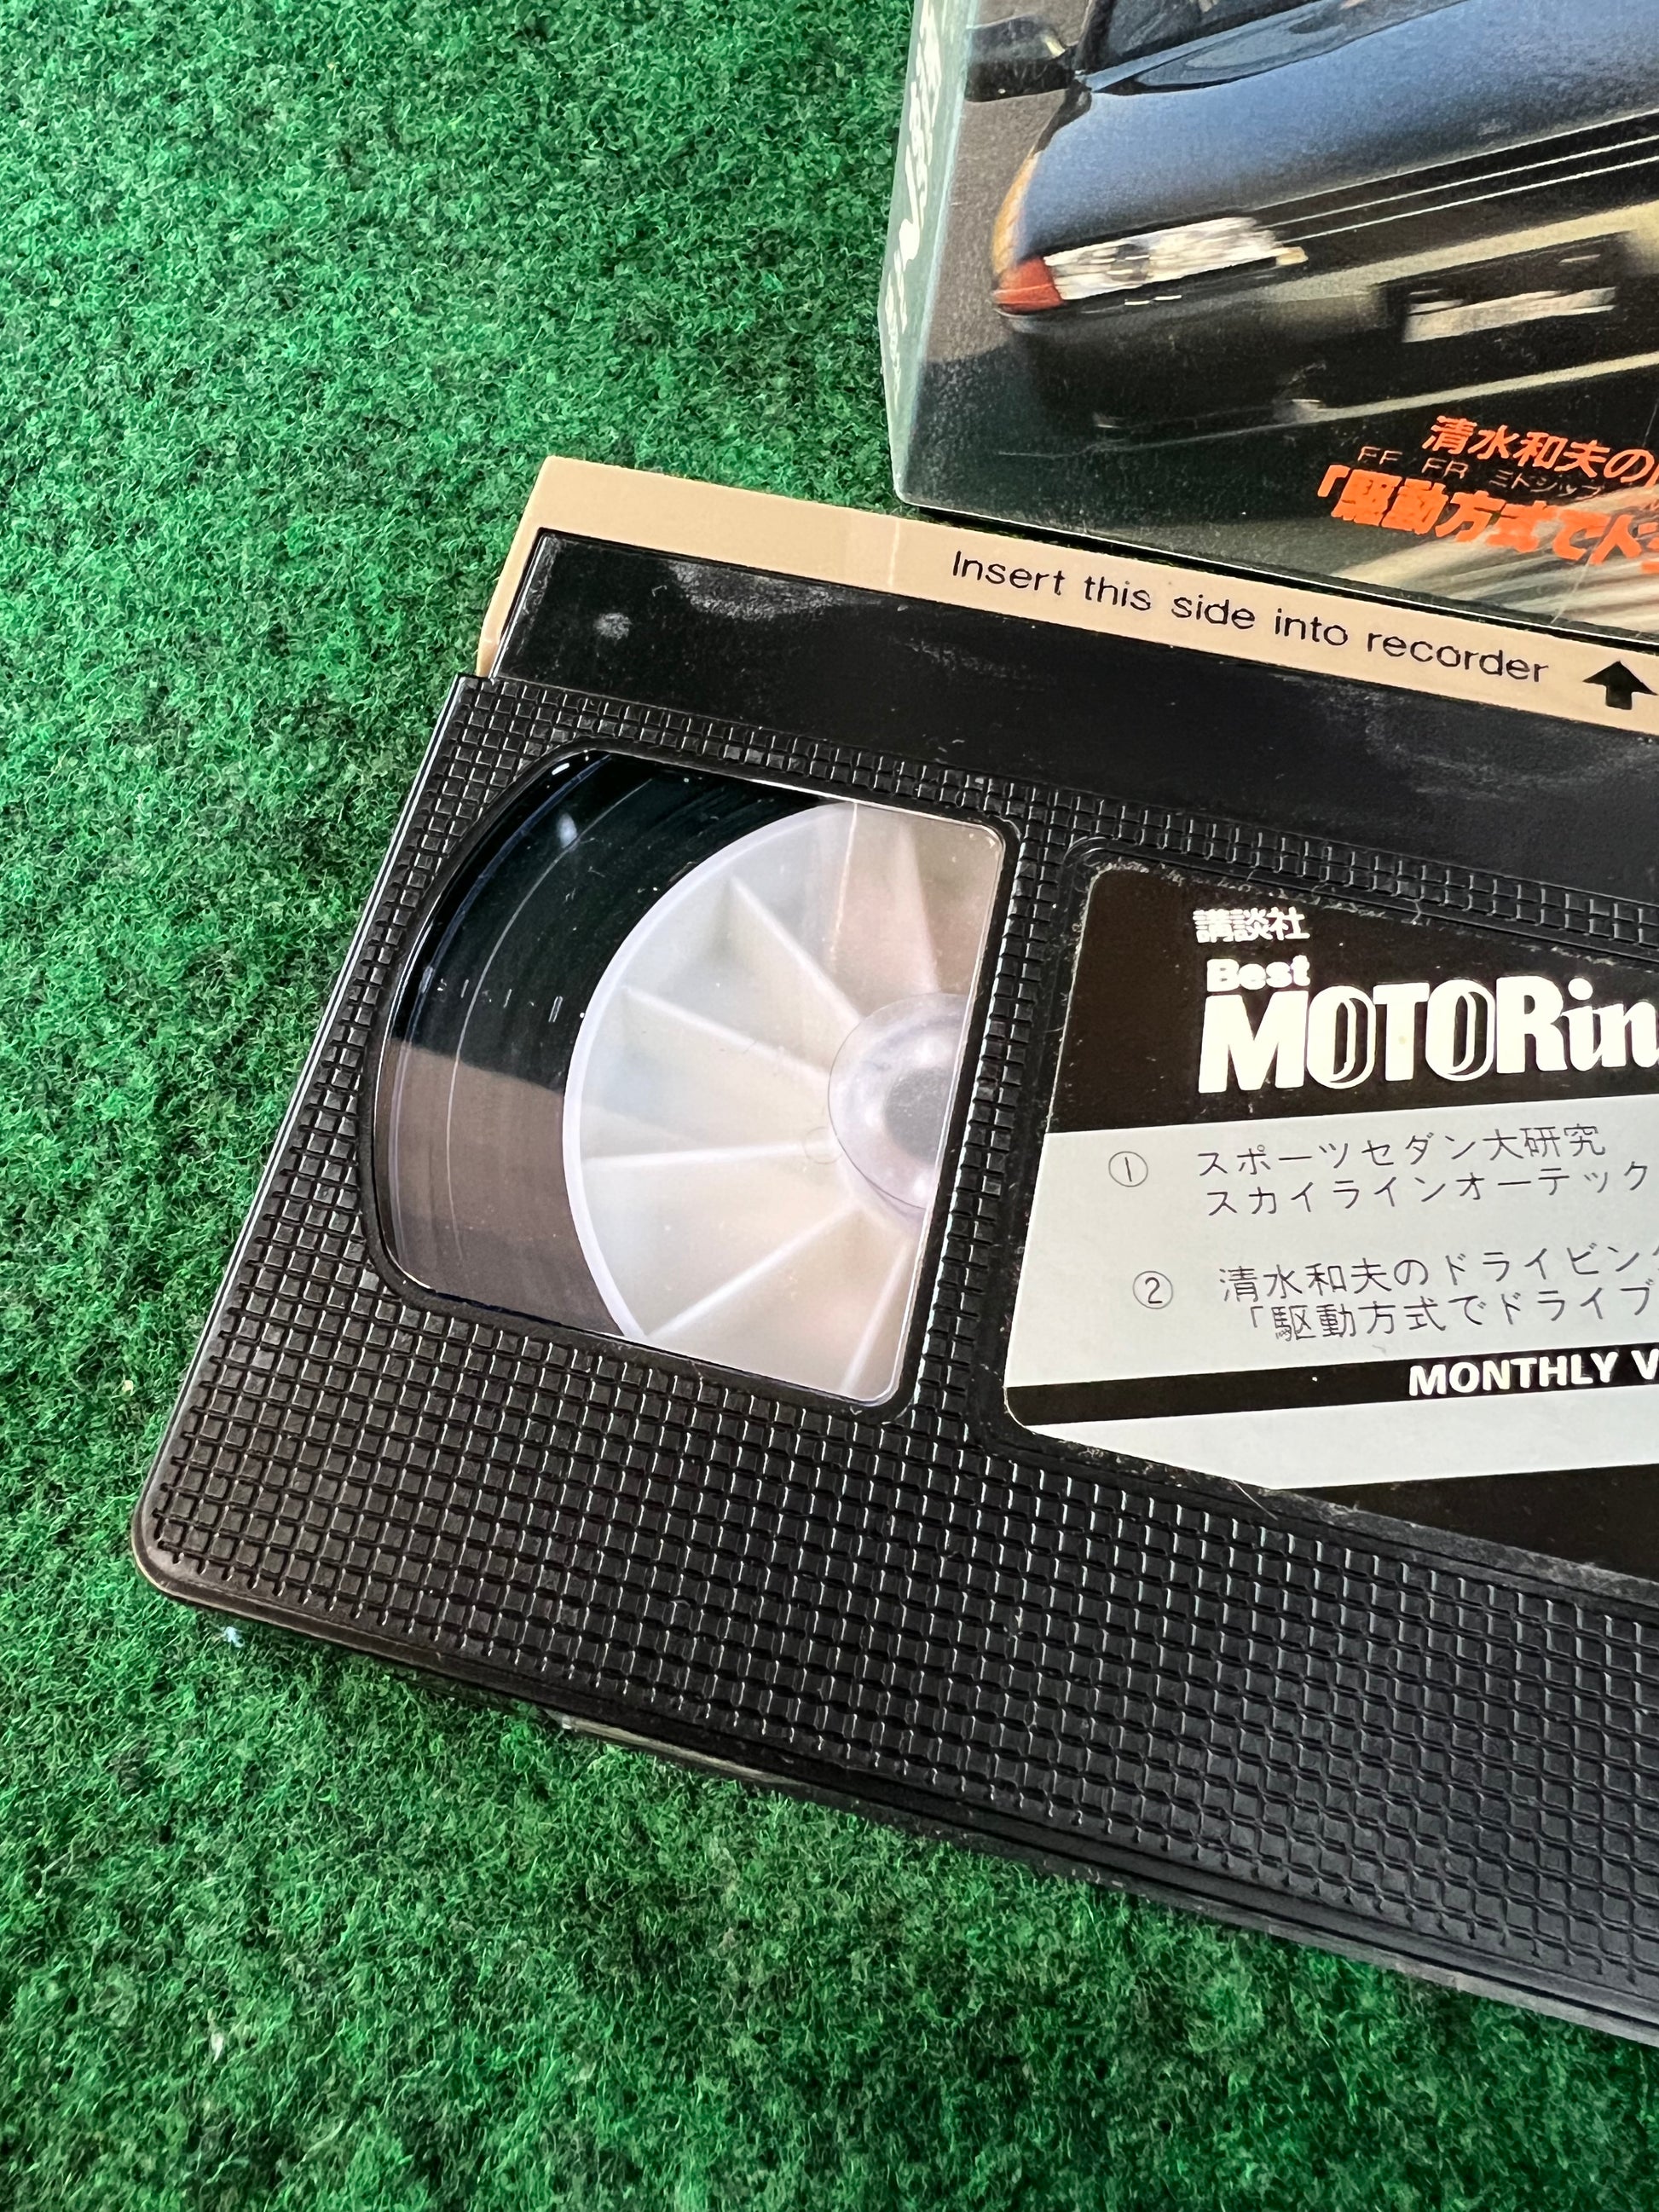 清水和夫の
FF FR ミドシップ
「駆動方式でド
Insert this side into recorder
講談社
Best
MOTORin
① スポーツセダン大研究
スカイラインオーテック
② 清水和夫のドライビン
「駆動方式でドライブ
MONTHLY V